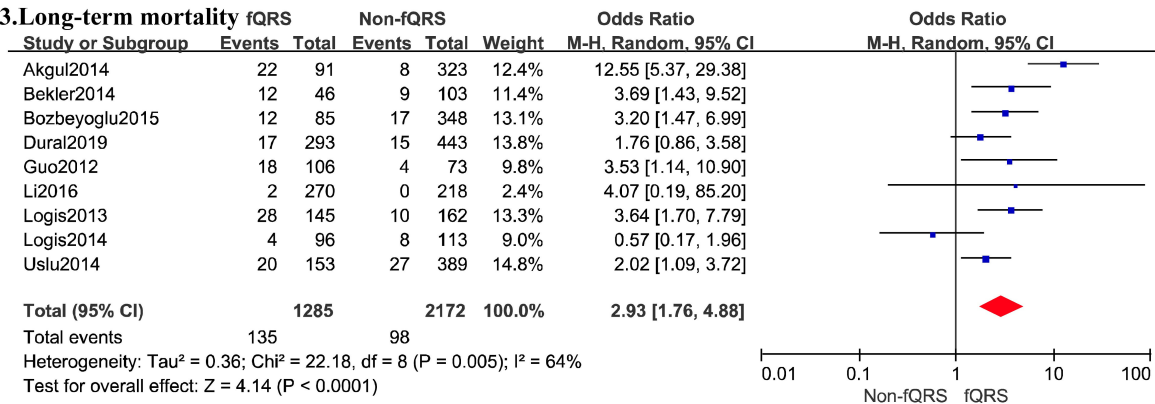 3.Long-term mortality fQRS Non-fQRS Odds Ratio Odds Ratio
Study or Subgroup Events Total Events Total Weight M-H, Random, 95% CI M-H, Random, 95% CI
Akgul2014 22 91 8 323 12.4% 12.55 [5.37, 29.38]
Bekler2014 12 46 9 103 11.4% 3.69 [1.43, 9.52]
Bozbeyoglu2015 12 85 17 348 13.1% 3.20 [1.47, 6.99]
Dural2019 17 293 15 443 13.8% 1.76 [0.86, 3.58]
Guo2012 18 106 4 73 9.8% 3.53 [1.14, 10.90]
Li2016 2 270 0 218 2.4% 4.07 [0.19, 85.20]
Logis2013 28 145 10 162 13.3% 3.64 [1.70, 7.79]
Logis2014 4 96 8 113 9.0% 0.57 [0.17, 1.96]
Uslu2014 20 153 27 389 14.8% 2.02 [1.09, 3.72]
Total (95% CI) 1285 2172 100.0% 2.93 [1.76, 4.88]
Total events 135 98
Heterogeneity: Tau² = 0.36; Chi² = 22.18, df = 8 (P = 0.005); I² = 64%
Test for overall effect: Z = 4.14 (P < 0.0001)
0.01 0.1 1 10 100
Non-fQRS fQRS